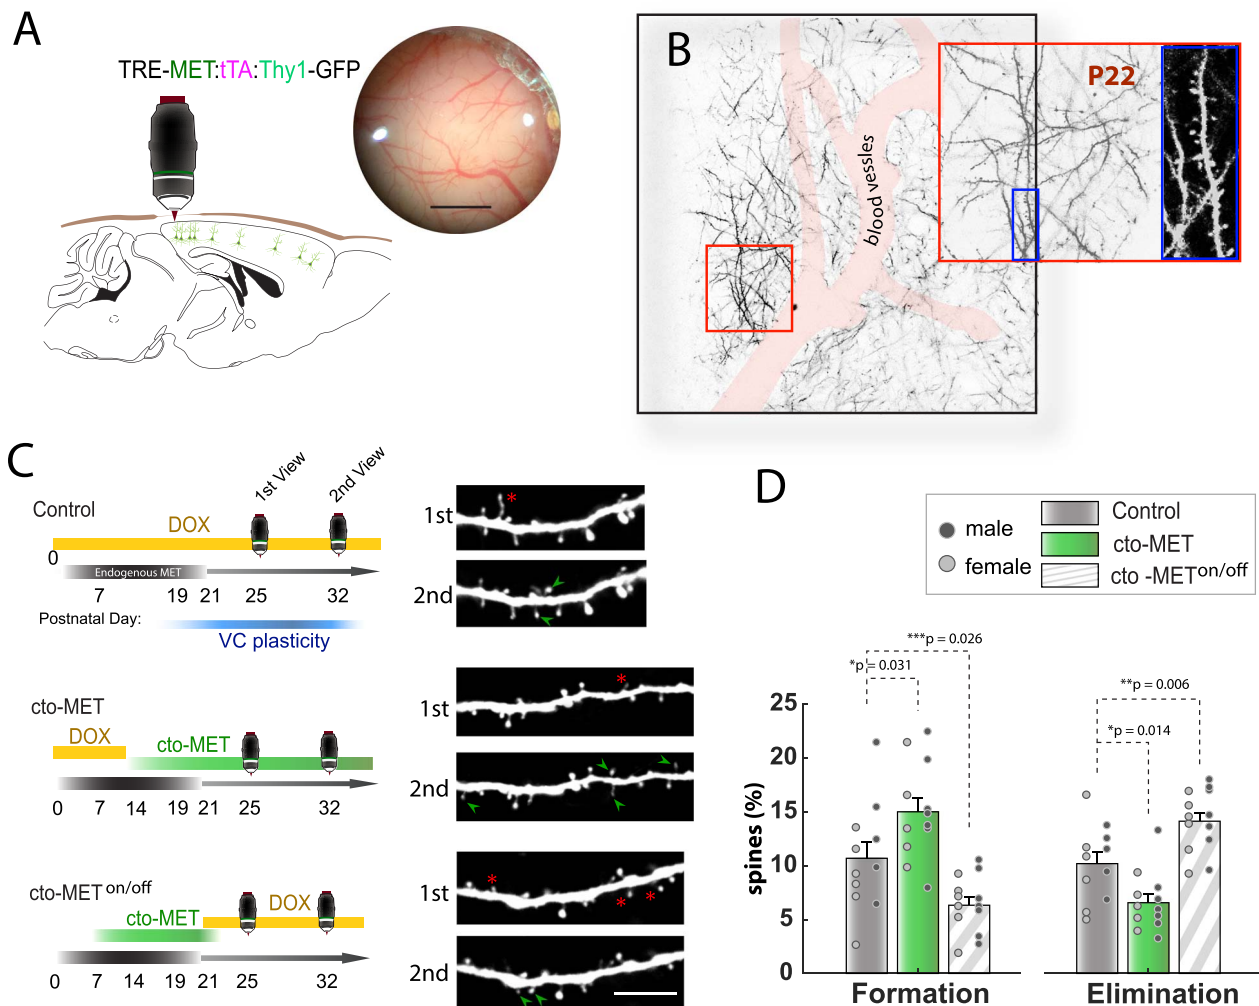 A
TRE-MET:tTA:Thy1-GFP
B
P22
blood vessles
C
1st View
2nd View
Control
DOX
0
Endogenous MET
7 19 21 25 32
Postnatal Day:
VC plasticity
1st *
2nd
cto-MET
DOX
cto-MET
0 7 14 19 21 25 32
1st *
2nd
cto-MET on/off
cto-MET
DOX
0 7 14 19 21 25 32
1st * * *
2nd
D
male
female
Control
cto-MET
cto -MET on/off
***p = 0.026
*p = 0.031
**p = 0.006
*p = 0.014
spines (%)
25
20
15
10
5
0
Formation
Elimination